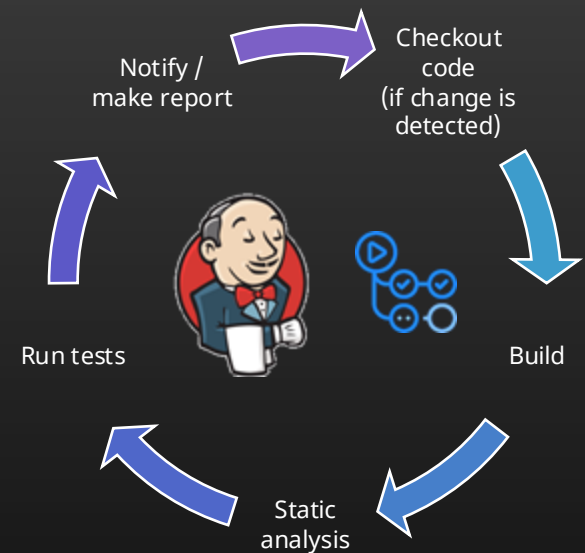 Notify /
make report
Checkout
code
(if change is
detected)
Run tests
Build
Static
analysis